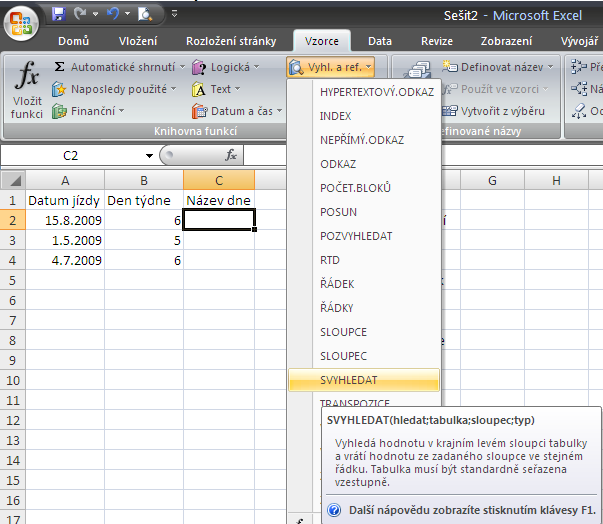 Sešit2 - Microsoft Excel
Domů Vložení Rozložení stránky Vzorce Data Revize Zobrazení Vývojář
fx Vložit funkci
Σ Automatické shrnutí
Naposledy použité
Finanční
Logická
Text
Datum a čas
Vyhl. a ref.
Definovat název
Použít ve vzorci
Vytvořit z výběru
Pře
Ná
Od
Knihovna funkcí
efinované názvy
C2 fx
A B C G H
1 Datum jízdy Den týdne Název dne
2 15.8.2009 6
3 1.5.2009 5
4 4.7.2009 6
5
6
7
8
9
10
11
12
13
14
15
16
17
HYPERTEXTOVÝ.ODKAZ
INDEX
NEPŘÍMÝ.ODKAZ
ODKAZ
POČET.BLOKŮ
POSUN
POZVYHLEDAT
RTD
ŘÁDEK
ŘÁDKY
SLOUPCE
SLOUPEC
SVYHLEDAT
TRANSPOZICE
SVYHLEDAT(hledat;tabulka;sloupec;typ)
Vyhledá hodnotu v krajním levém sloupci tabulky
a vrátí hodnotu ze zadaného sloupce ve stejném
řádku. Tabulka musí být standardně seřazena
vzestupně.
Další nápovědu zobrazíte stisknutím klávesy F1.